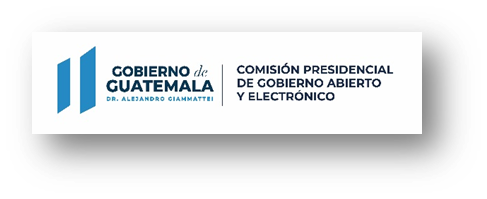 GOBIERNO de
GUATEMALA
DR. ALEJANDRO GIAMMATTEI
COMISIÓN PRESIDENCIAL
DE GOBIERNO ABIERTO
Y ELECTRÓNICO